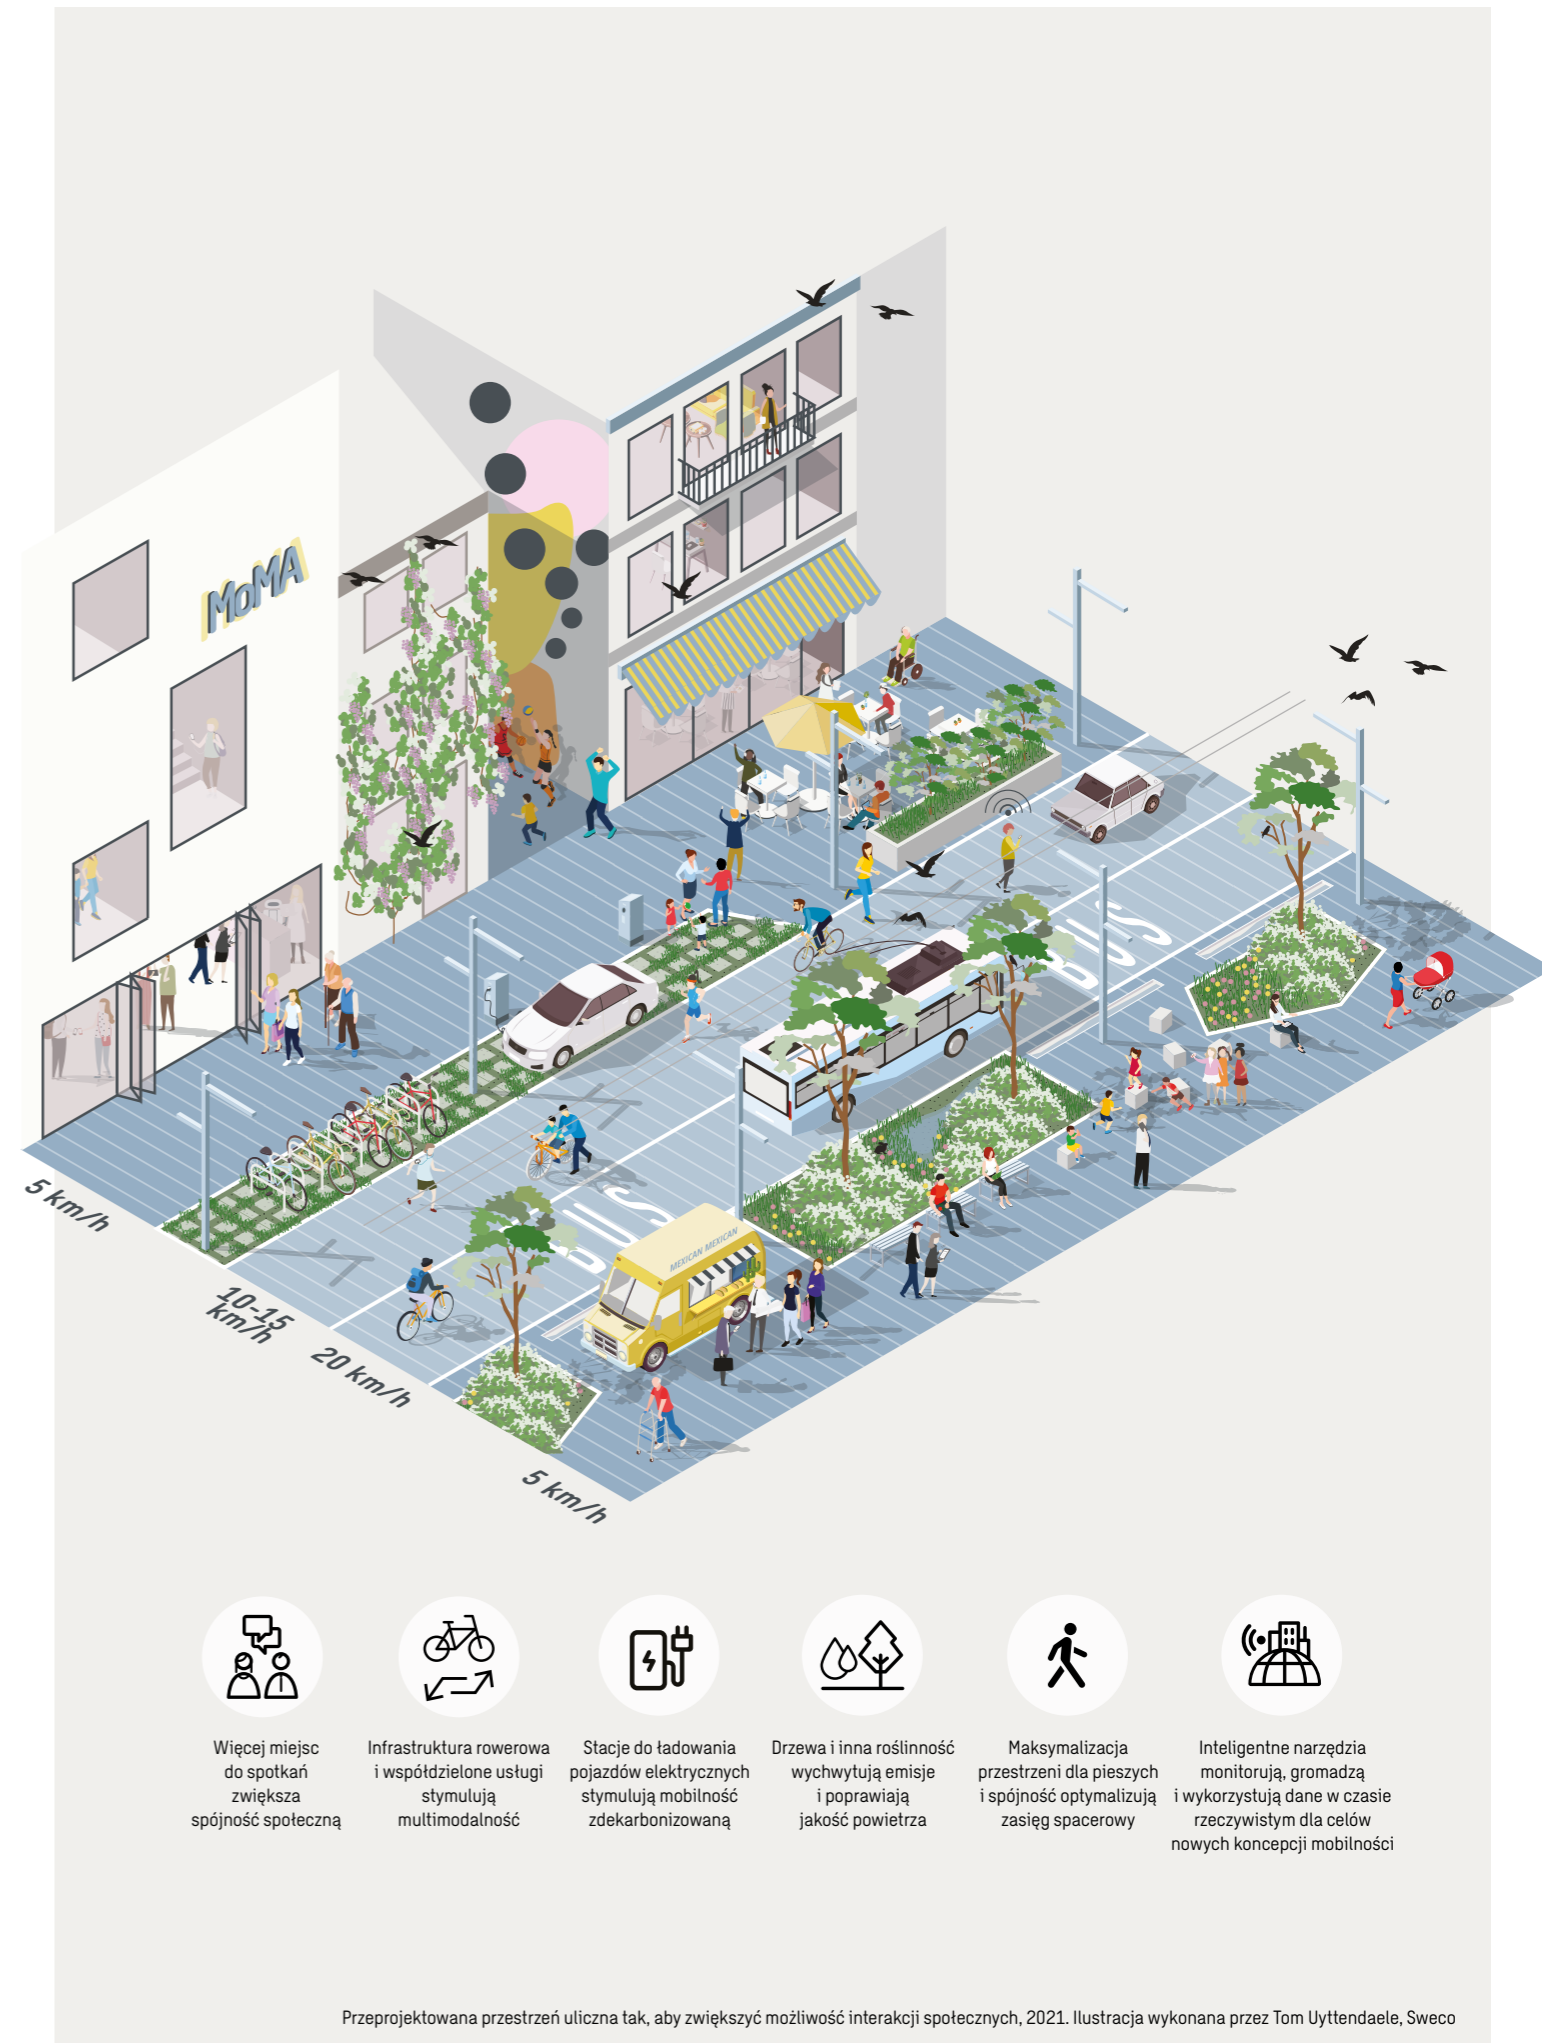 MoMA
BUS
5 km/h
10-15
km/h
20 km/h
BUS
MEXICAN MEXICAN
5 km/h
Więcej miejsc
do spotkań
zwiększa
spójność społeczną
Infrastruktura rowerowa
i współdzielone usługi
stymulują
multimodalność
Stacje do ładowania
pojazdów elektrycznych
stymulują mobilność
zdekarbonizowaną
Drzewa i inna roślinność
wychwytują emisje
i poprawiają
jakość powietrza
Maksymalizacja
przestrzeni dla pieszych
i spójność optymalizują
zasięg spacerowy
Inteligentne narzędzia
monitorują, gromadzą
i wykorzystują dane w czasie
rzeczywistym dla celów
nowych koncepcji mobilności
Przeprojektowana przestrzeń uliczna tak, aby zwiększyć możliwość interakcji społecznych, 2021. Ilustracja wykonana przez Tom Uyttendaele, Sweco